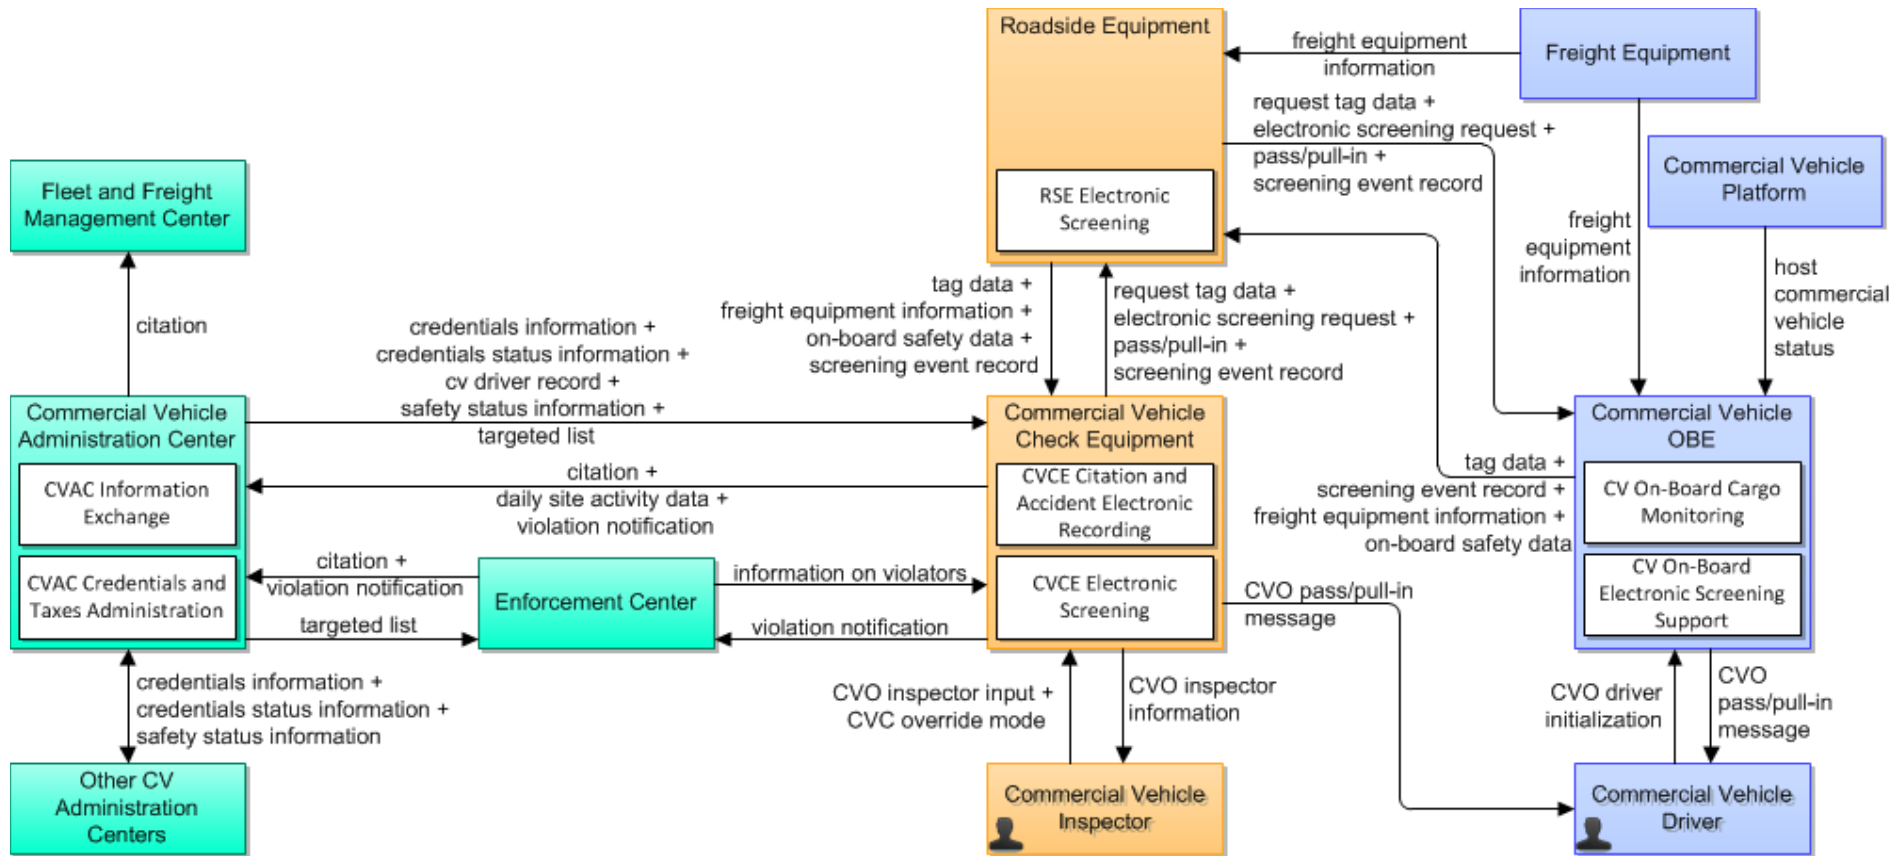 Roadside Equipment
RSE Electronic
Screening
freight equipment
information
Freight Equipment
request tag data +
electronic screening request +
pass/pull-in +
screening event record
Commercial Vehicle
Platform
Fleet and Freight
Management Center
freight
equipment
information
host
commercial
vehicle
status
citation
tag data +
freight equipment information +
on-board safety data +
screening event record
request tag data +
electronic screening request +
pass/pull-in +
screening event record
credentials information +
credentials status information +
cv driver record +
safety status information +
targeted list
Commercial Vehicle
Administration Center
CVAC Information
Exchange
CVAC Credentials and
Taxes Administration
Commercial Vehicle
Check Equipment
CVCE Citation and
Accident Electronic
Recording
CVCE Electronic
Screening
Commercial Vehicle
OBE
CV On-Board Cargo
Monitoring
CV On-Board
Electronic Screening
Support
citation +
daily site activity data +
violation notification
tag data +
screening event record +
freight equipment information +
on-board safety data
citation +
violation notification
targeted list
Enforcement Center
information on violators
violation notification
CVO pass/pull-in
message
credentials information +
credentials status information +
safety status information
CVO inspector input +
CVC override mode
CVO inspector
information
CVO driver
initialization
CVO
pass/pull-in
message
Other CV
Administration
Centers
Commercial Vehicle
Inspector
Commercial Vehicle
Driver